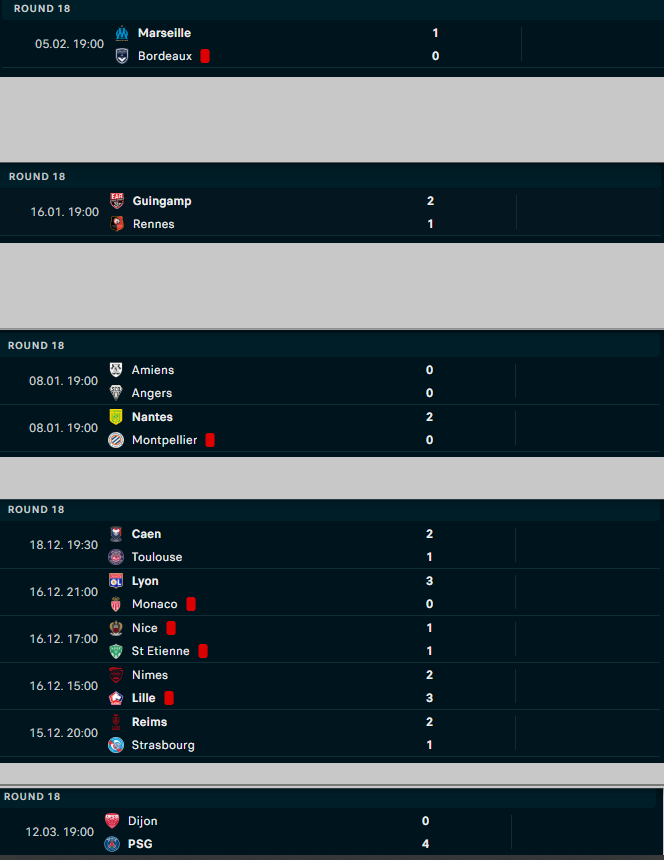 ROUND 18
05.02. 19:00 Marseille 1
Bordeaux 0
ROUND 18
16.01. 19:00 Guingamp 2
Rennes 1
ROUND 18
08.01. 19:00 Amiens 0
Angers 0
08.01. 19:00 Nantes 2
Montpellier 0
ROUND 18
18.12. 19:30 Caen 2
Toulouse 1
16.12. 21:00 Lyon 3
Monaco 0
16.12. 17:00 Nice 1
St Etienne 1
16.12. 15:00 Nimes 2
Lille 3
15.12. 20:00 Reims 2
Strasbourg 1
ROUND 18
12.03. 19:00 Dijon 0
PSG 4